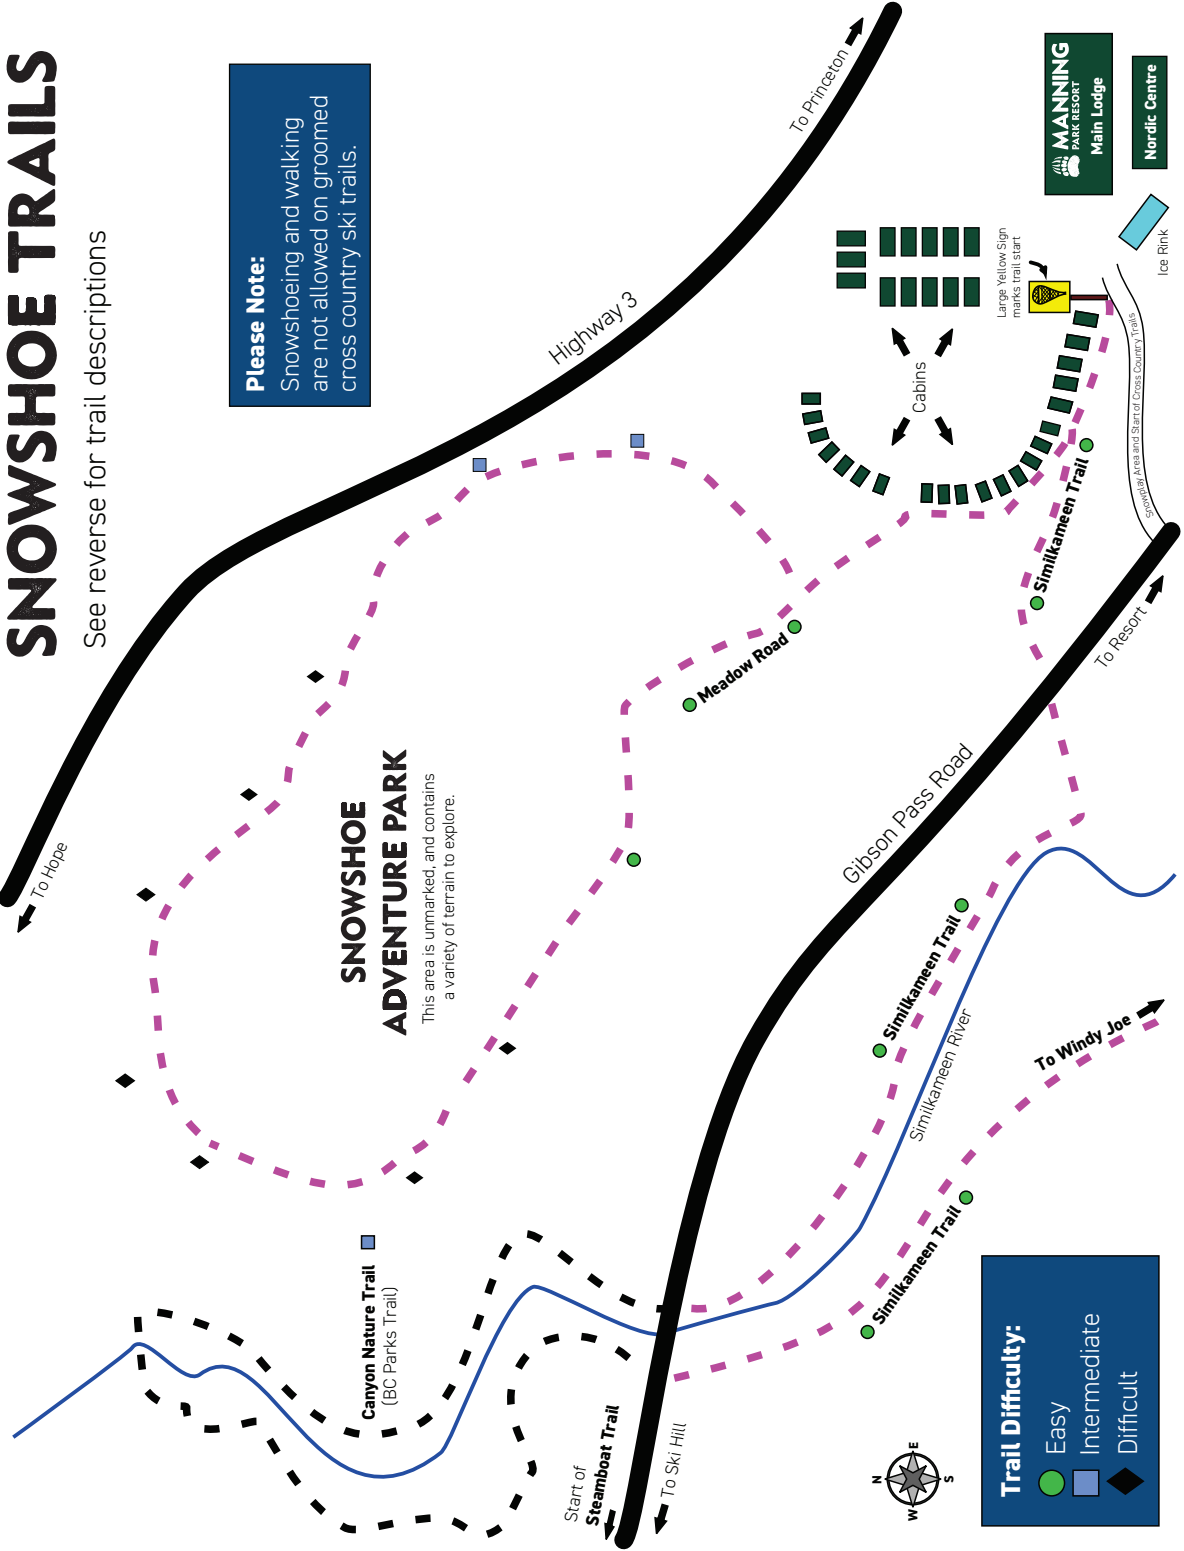 SNOWSHOE TRAILS
See reverse for trail descriptions
Please Note:
Snowshoeing and walking
are not allowed on groomed
cross country ski trails.
To Hope
Highway 3
To Princeton
SNOWSHOE
ADVENTURE PARK
This area is unmarked, and contains
a variety of terrain to explore.
Canyon Nature Trail
(BC Parks Trail)
Meadow Road
Cabins
Large Yellow Sign
marks trail start
MANNING
PARK RESORT
Main Lodge
Nordic Centre
Ice Rink
Snowplay Area and Start of Cross Country Trails
Similkameen Trail
To Resort
Gibson Pass Road
Similkameen Trail
Similkameen River
To Windy Joe
Similkameen Trail
Start of
Steamboat Trail
To Ski Hill
N
E
S
W
Trail Difficulty:
Easy
Intermediate
Difficult